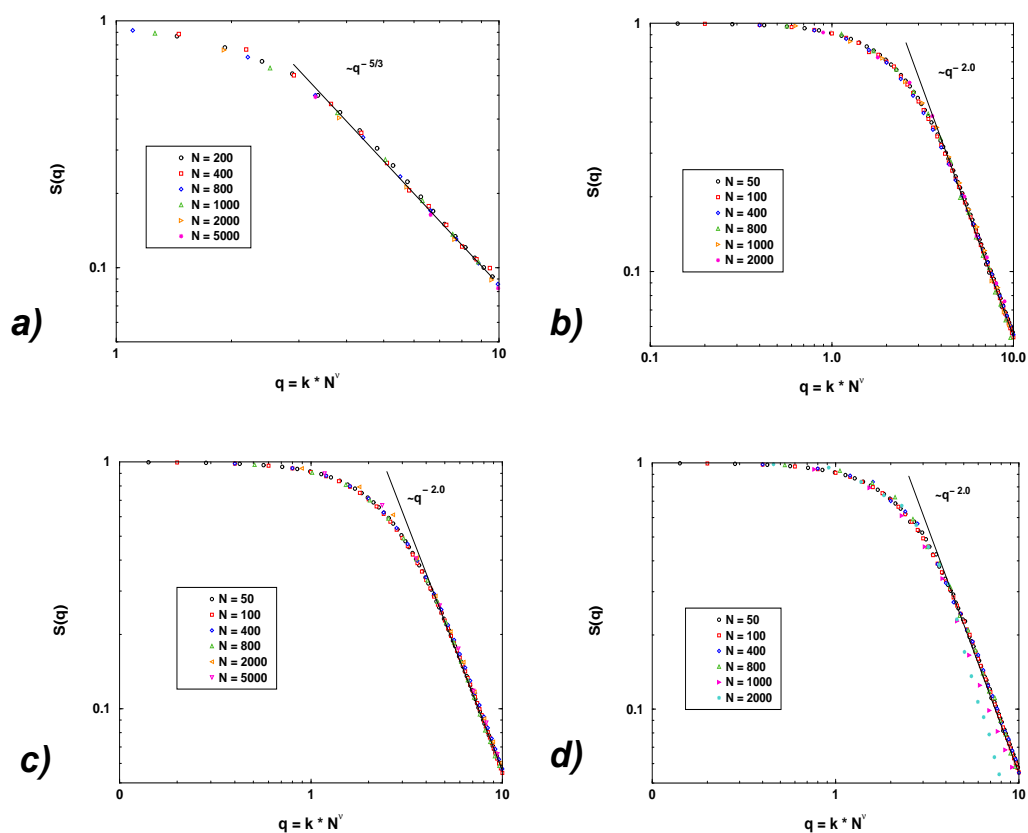 1
~q^– 5/3
S(q)
N = 200
N = 400
N = 800
N = 1000
N = 2000
N = 5000
0.1
a)
1
10
q = k * N^ν
1
~q^– 2.0
S(q)
N = 50
N = 100
N = 400
N = 800
N = 1000
N = 2000
0.1
b)
0.1
1.0
10.0
q = k * N^ν
1
~q^– 2.0
S(q)
N = 50
N = 100
N = 400
N = 800
N = 2000
N = 5000
0.1
c)
0
1
10
q = k * N^ν
1
~q^– 2.0
S(q)
N = 50
N = 100
N = 400
N = 800
N = 1000
N = 2000
0.1
d)
0
1
10
q = k * N^ν